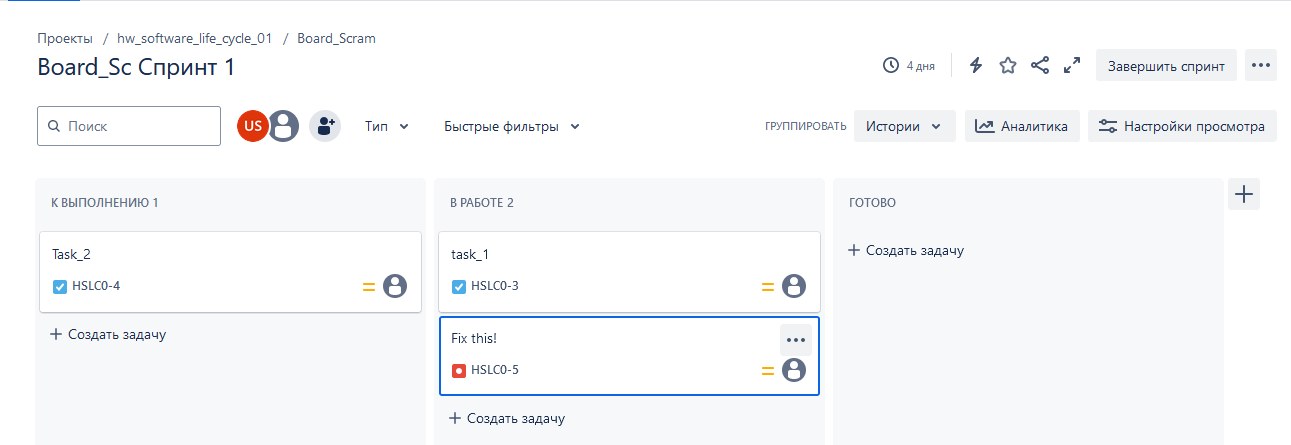 Проекты / hw_software_life_cycle_01 / Board_Scram
Board_Sc Спринт 1
4 дня
Завершить спринт
Поиск
US
Тип
Быстрые фильтры
ГРУППИРОВАТЬ
Истории
Аналитика
Настройки просмотра
К ВЫПОЛНЕНИЮ 1
Task_2
HSLC0-4
+ Создать задачу
В РАБОТЕ 2
task_1
HSLC0-3
Fix this!
HSLC0-5
+ Создать задачу
ГОТОВО
+ Создать задачу